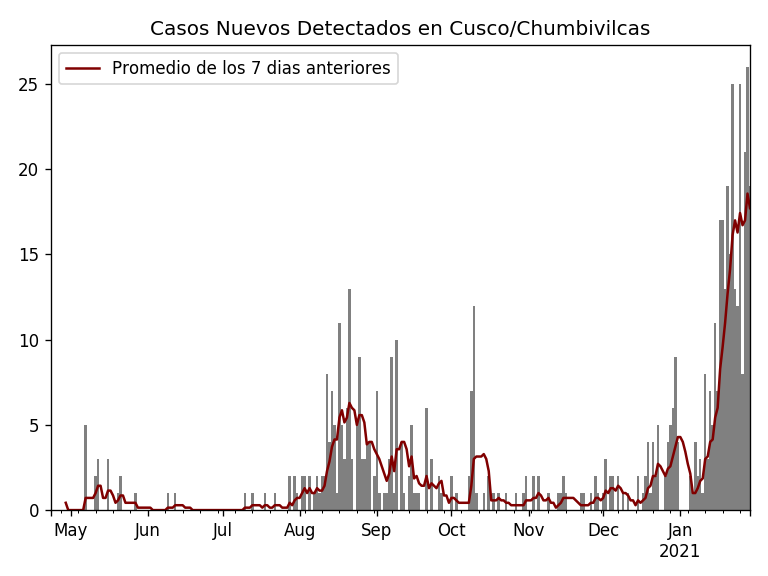 Casos Nuevos Detectados en Cusco/Chumbivilcas
Promedio de los 7 dias anteriores
25
20
15
10
5
0
May Jun Jul Aug Sep Oct Nov Dec Jan
2021